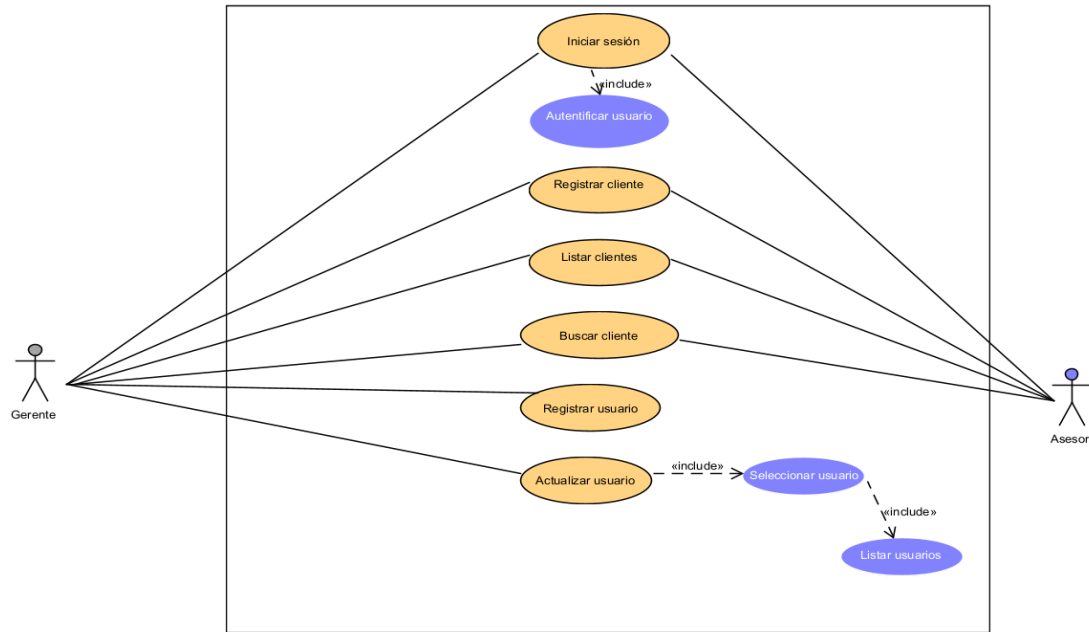 Iniciar sesión
«include»
Autentificar usuario
Registrar cliente
Listar clientes
Buscar cliente
Gerente
Registrar usuario
Asesor
Actualizar usuario
«include»
Seleccionar usuario
«include»
Listar usuarios